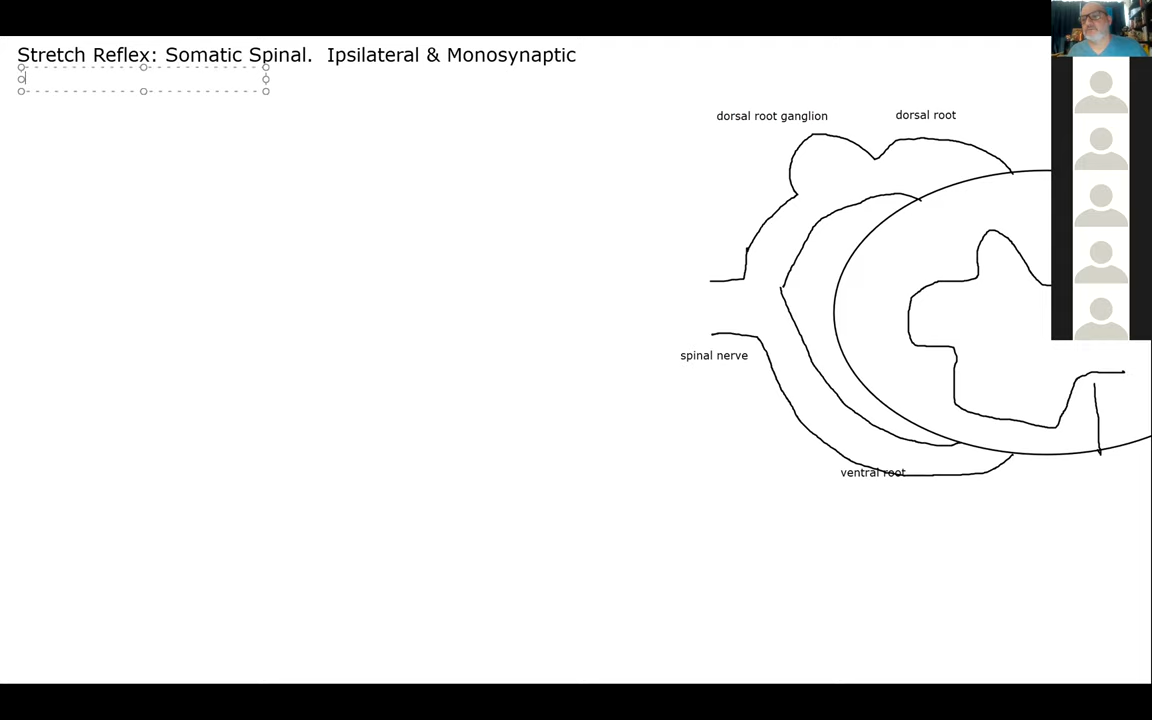 Stretch Reflex: Somatic Spinal.  Ipsilateral & Monosynaptic
dorsal root ganglion
dorsal root
spinal nerve
ventral root